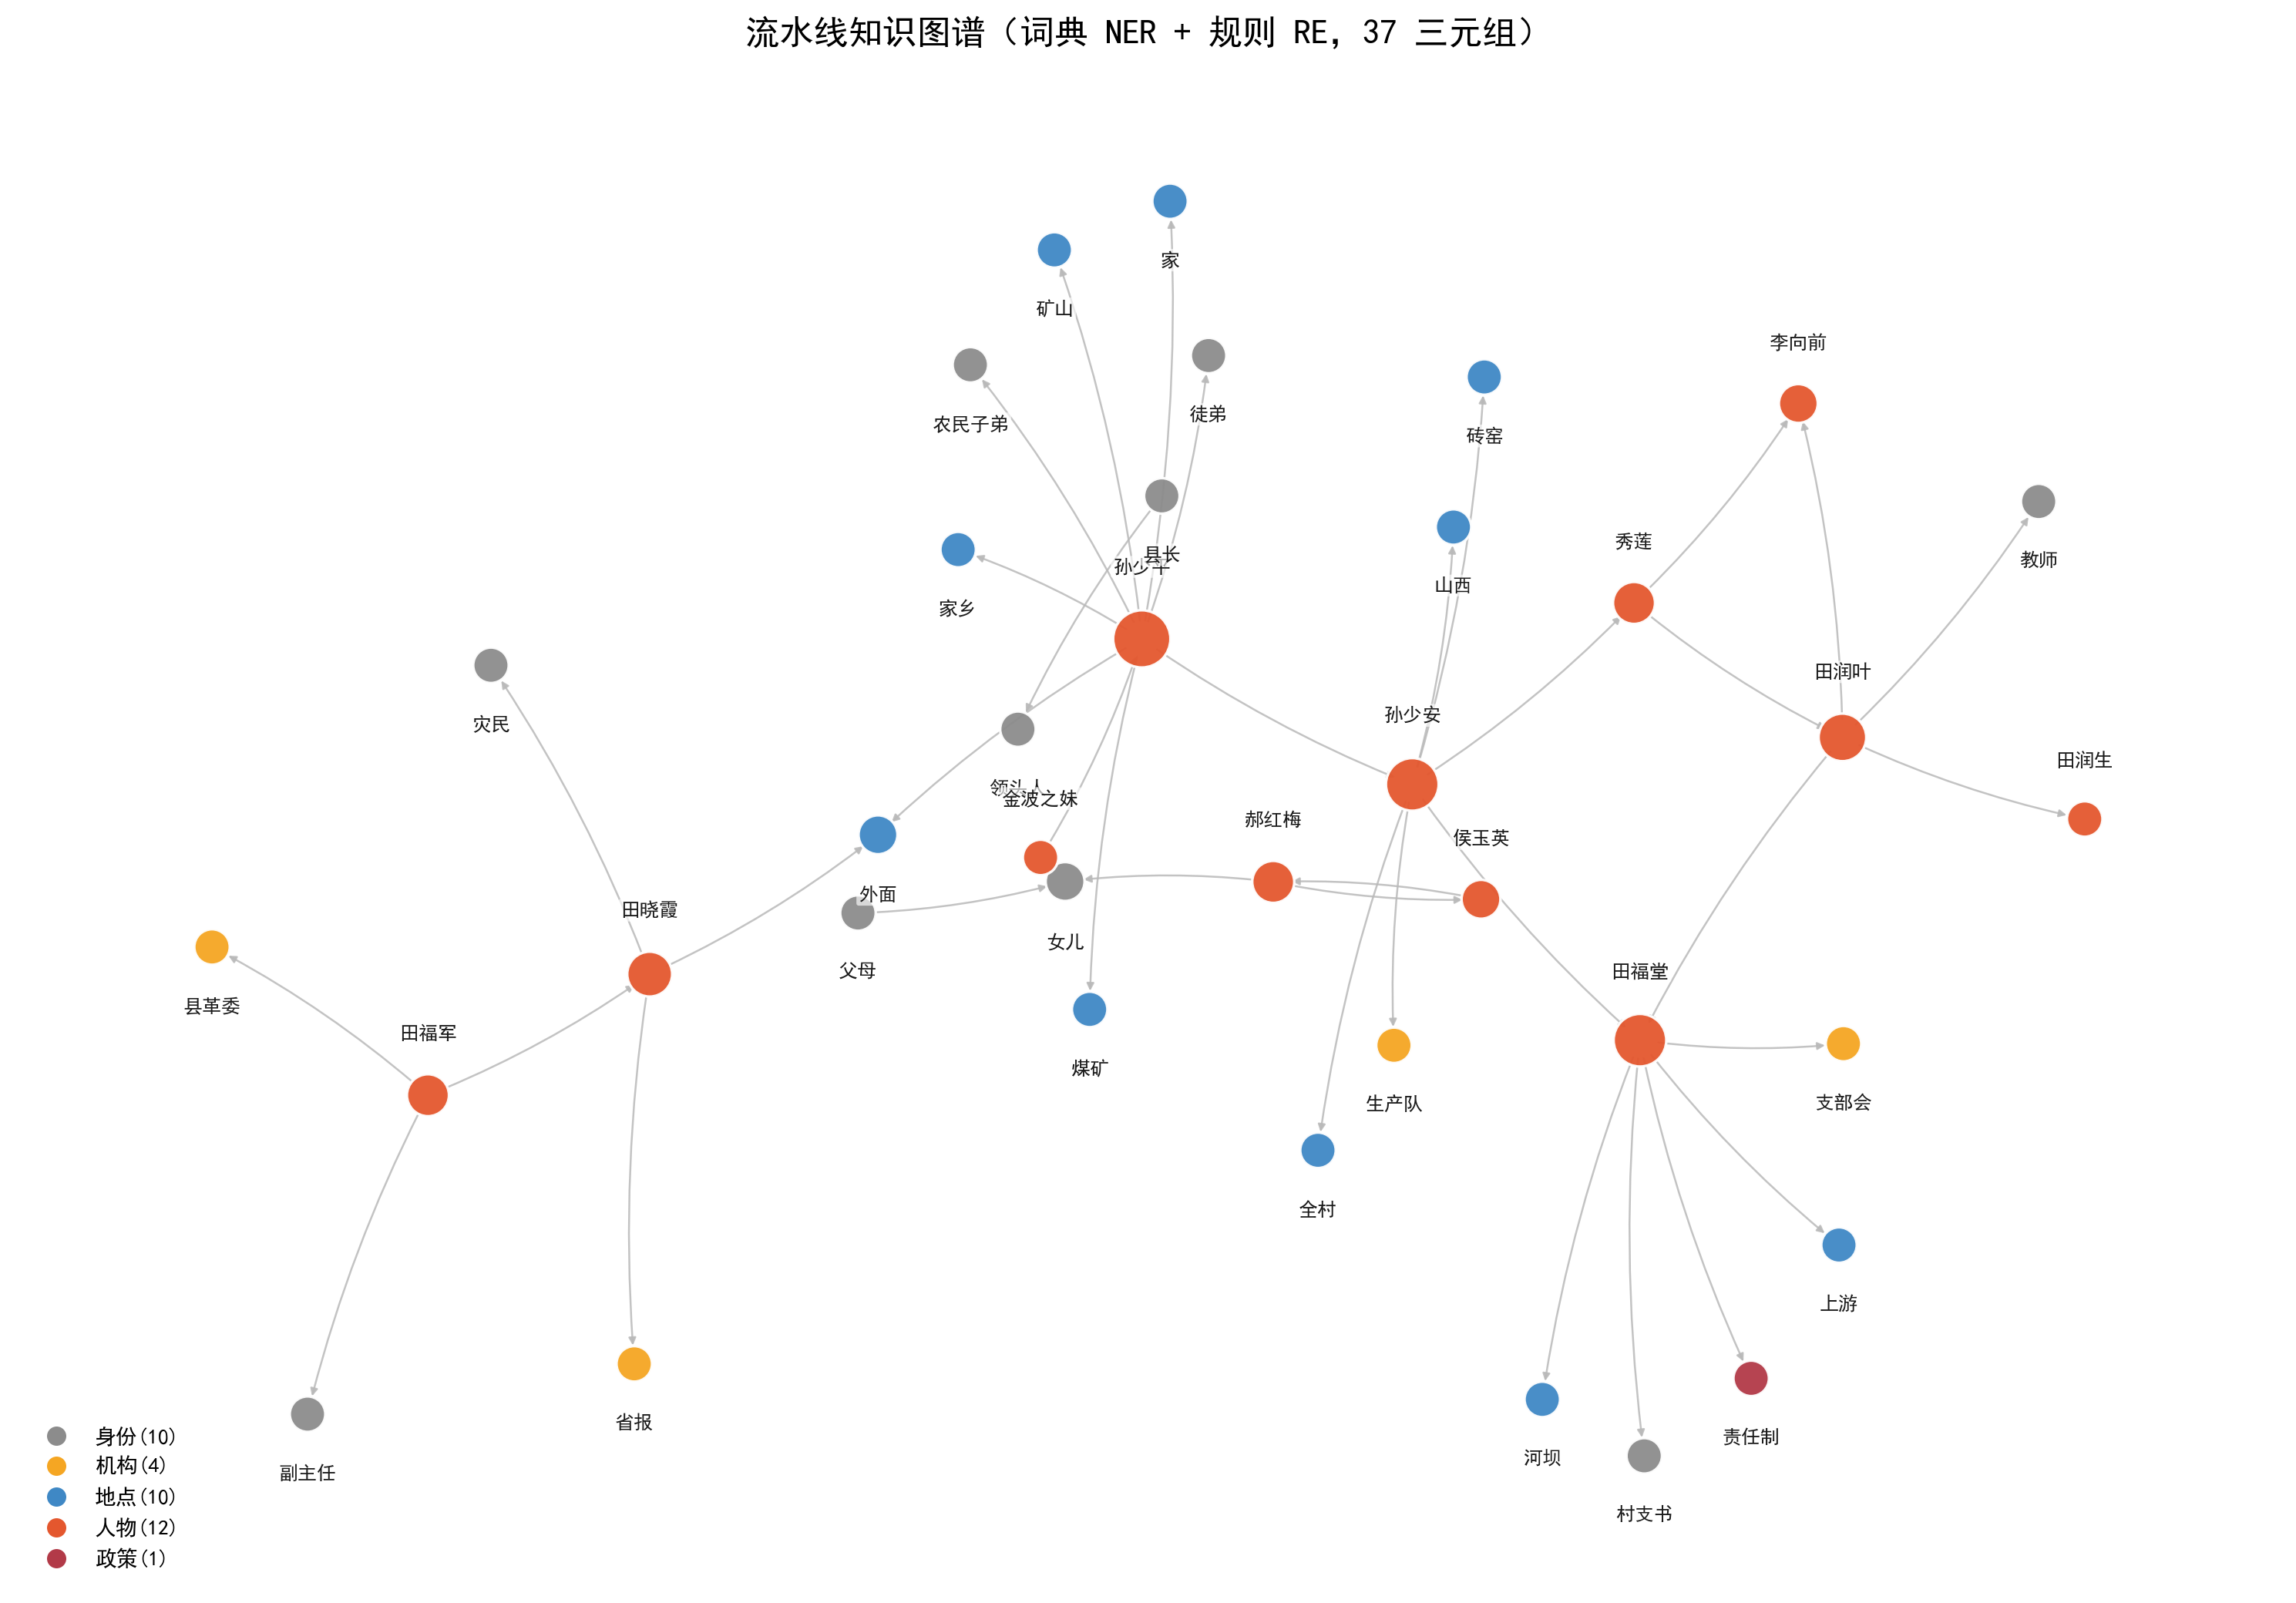 流水线知识图谱（词典 NER + 规则 RE，37 三元组）
家
矿山
李向前
徒弟
农民子弟
砖窑
秀莲
县长
教师
孙少平
山西
家乡
田润叶
孙少安
灾民
田润生
领头人
金波之妹
郝红梅
侯玉英
外面
田晓霞
女儿
父母
田福堂
县革委
田福军
煤矿
支部会
生产队
全村
上游
省报
责任制
河坝
副主任
村支书
身份(10)
机构(4)
地点(10)
人物(12)
政策(1)